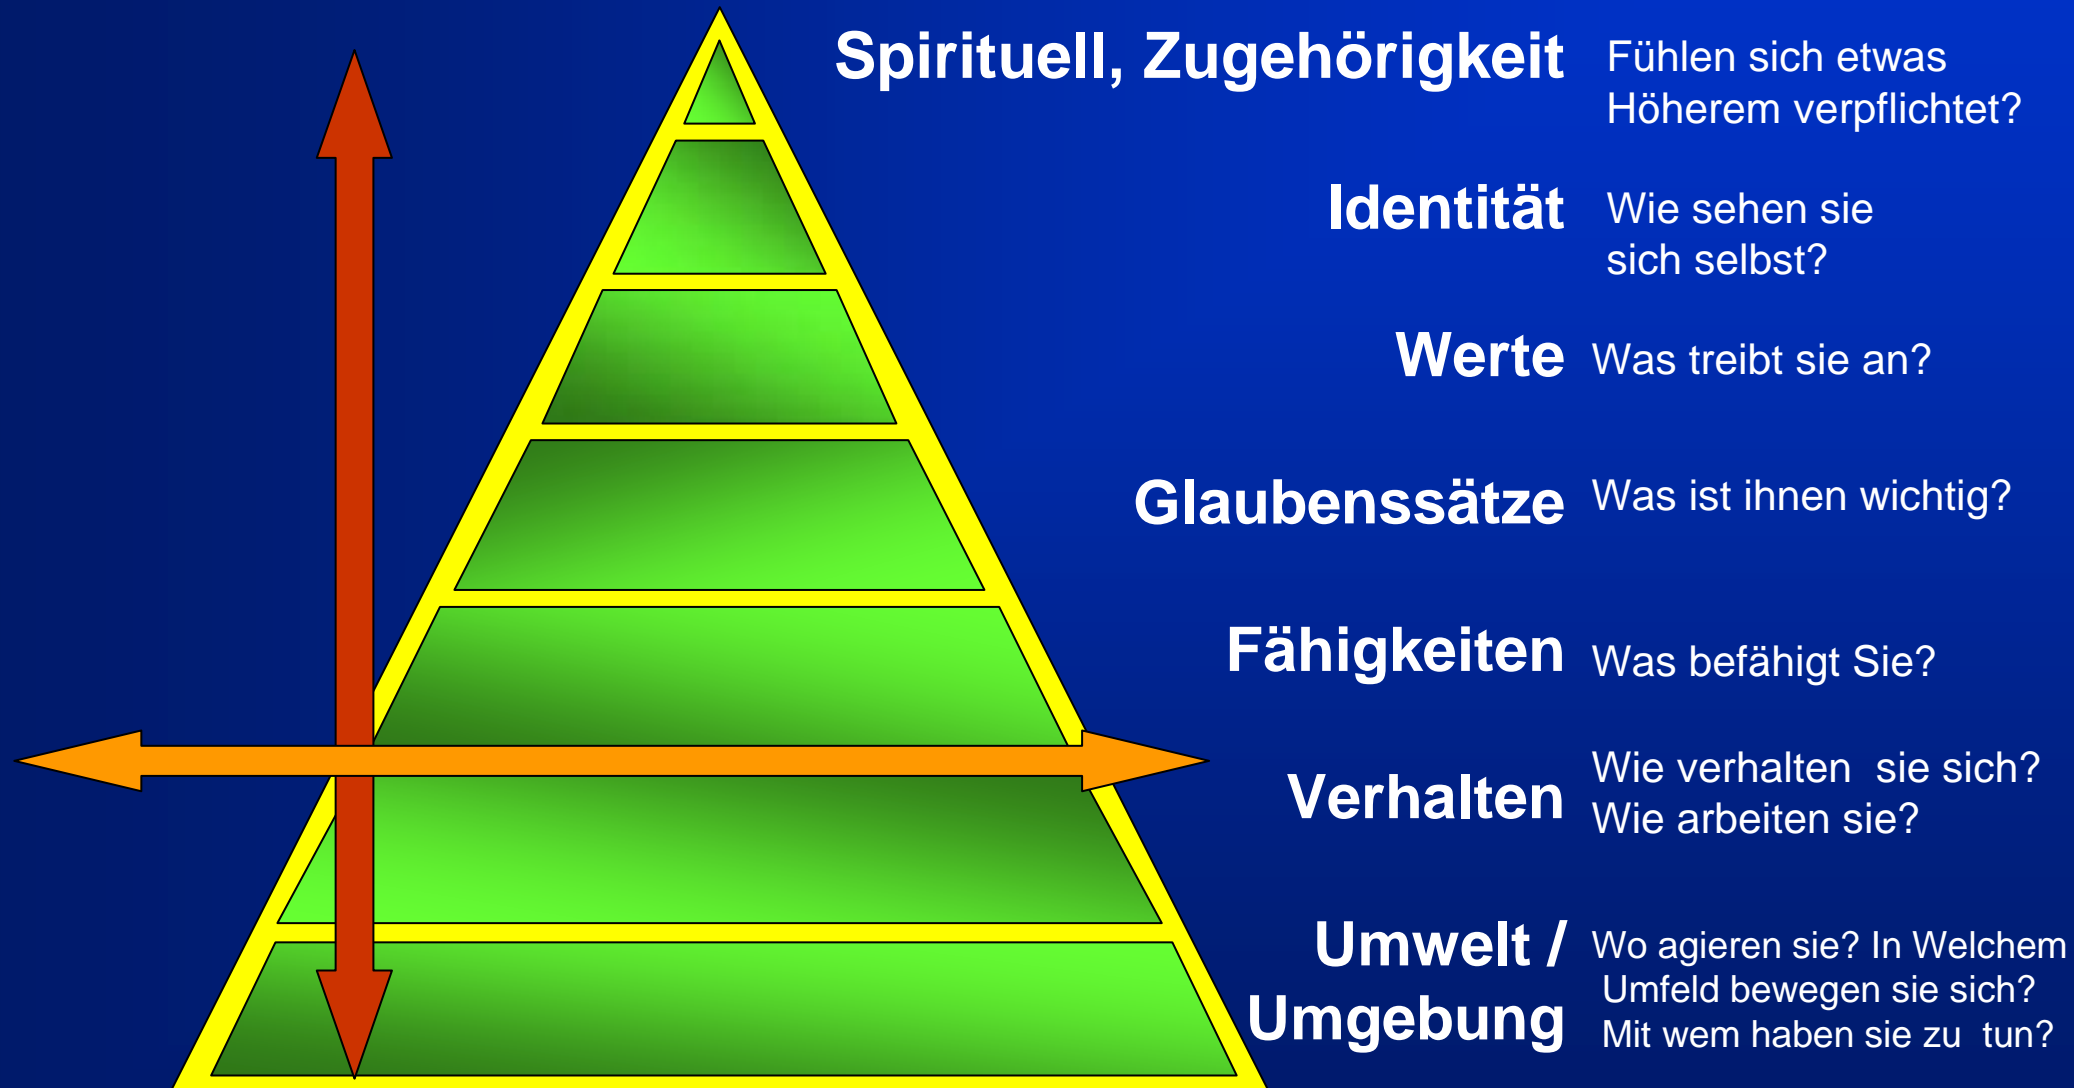 Spirituell, Zugehörigkeit
Fühlen sich etwas
Höherem verpflichtet?
Identität
Wie sehen sie
sich selbst?
Werte
Was treibt sie an?
Glaubenssätze
Was ist ihnen wichtig?
Fähigkeiten
Was befähigt Sie?
Verhalten
Wie verhalten  sie sich?
Wie arbeiten sie?
Umwelt /
Umgebung
Wo agieren sie? In Welchem
Umfeld bewegen sie sich?
Mit wem haben sie zu  tun?